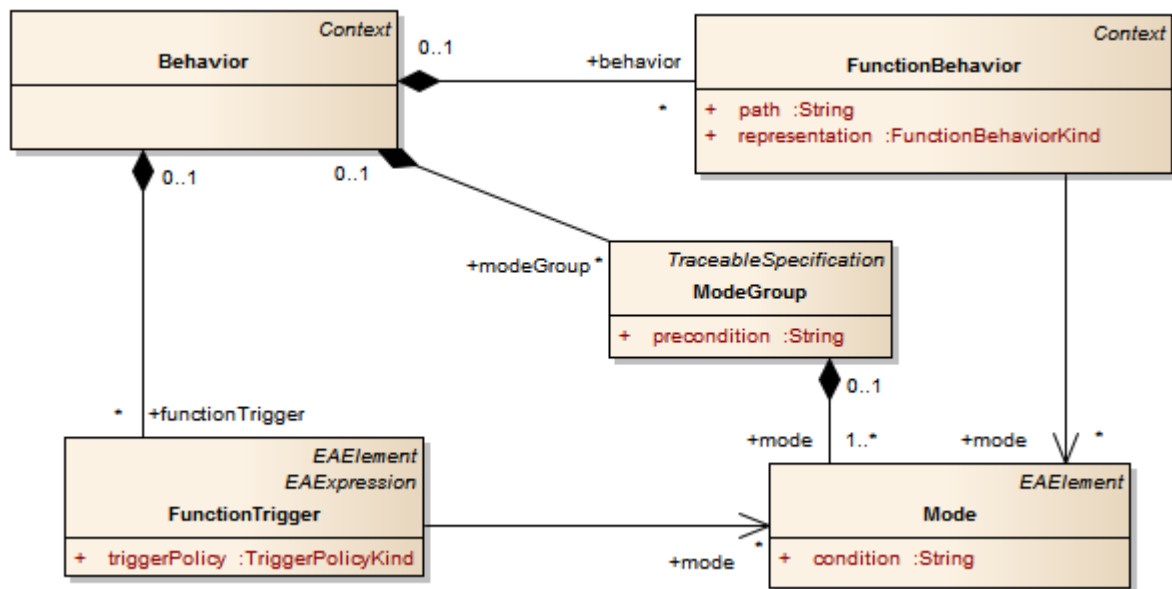 Context
Behavior
0..1
+behavior
*
Context
FunctionBehavior
+ path :String
+ representation :FunctionBehaviorKind
0..1
0..1
+modeGroup *
TraceableSpecification
ModeGroup
+ precondition :String
0..1
* +functionTrigger
+mode 1..*
+mode *
EAElement
EAExpression
FunctionTrigger
+ triggerPolicy :TriggerPolicyKind
+mode *
EAElement
Mode
+ condition :String